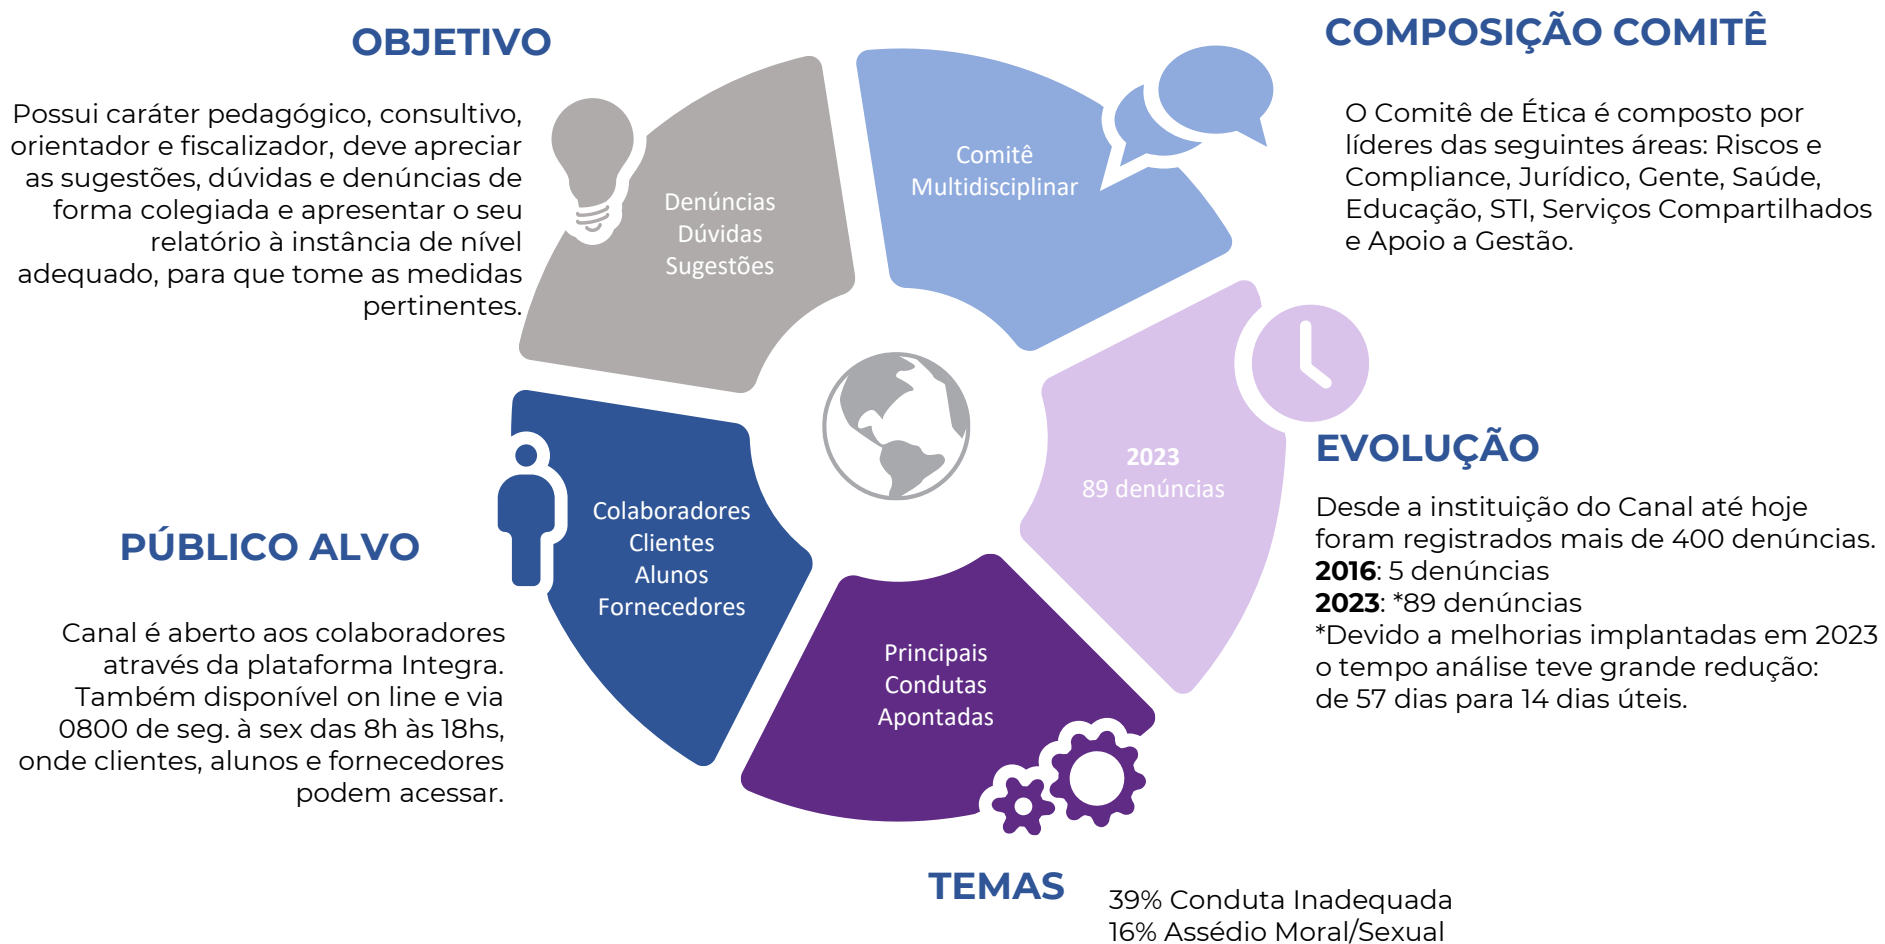 OBJETIVO
Possui caráter pedagógico, consultivo,
orientador e fiscalizador, deve apreciar
as sugestões, dúvidas e denúncias de
forma colegiada e apresentar o seu
relatório à instância de nível
adequado, para que tome as medidas
pertinentes.
Denúncias
Dúvidas
Sugestões
COMPOSIÇÃO COMITÊ
O Comitê de Ética é composto por
líderes das seguintes áreas: Riscos e
Compliance, Jurídico, Gente, Saúde,
Educação, STI, Serviços Compartilhados
e Apoio a Gestão.
Comitê
Multidisciplinar
2023
89 denúncias
EVOLUÇÃO
Desde a instituição do Canal até hoje
foram registrados mais de 400 denúncias.
2016: 5 denúncias
2023: *89 denúncias
*Devido a melhorias implantadas em 2023
o tempo análise teve grande redução:
de 57 dias para 14 dias úteis.
PÚBLICO ALVO
Canal é aberto aos colaboradores
através da plataforma Integra.
Também disponível on line e via
0800 de seg. à sex das 8h às 18hs,
onde clientes, alunos e fornecedores
podem acessar.
Colaboradores
Clientes
Alunos
Fornecedores
Principais
Condutas
Apontadas
TEMAS
39% Conduta Inadequada
16% Assédio Moral/Sexual